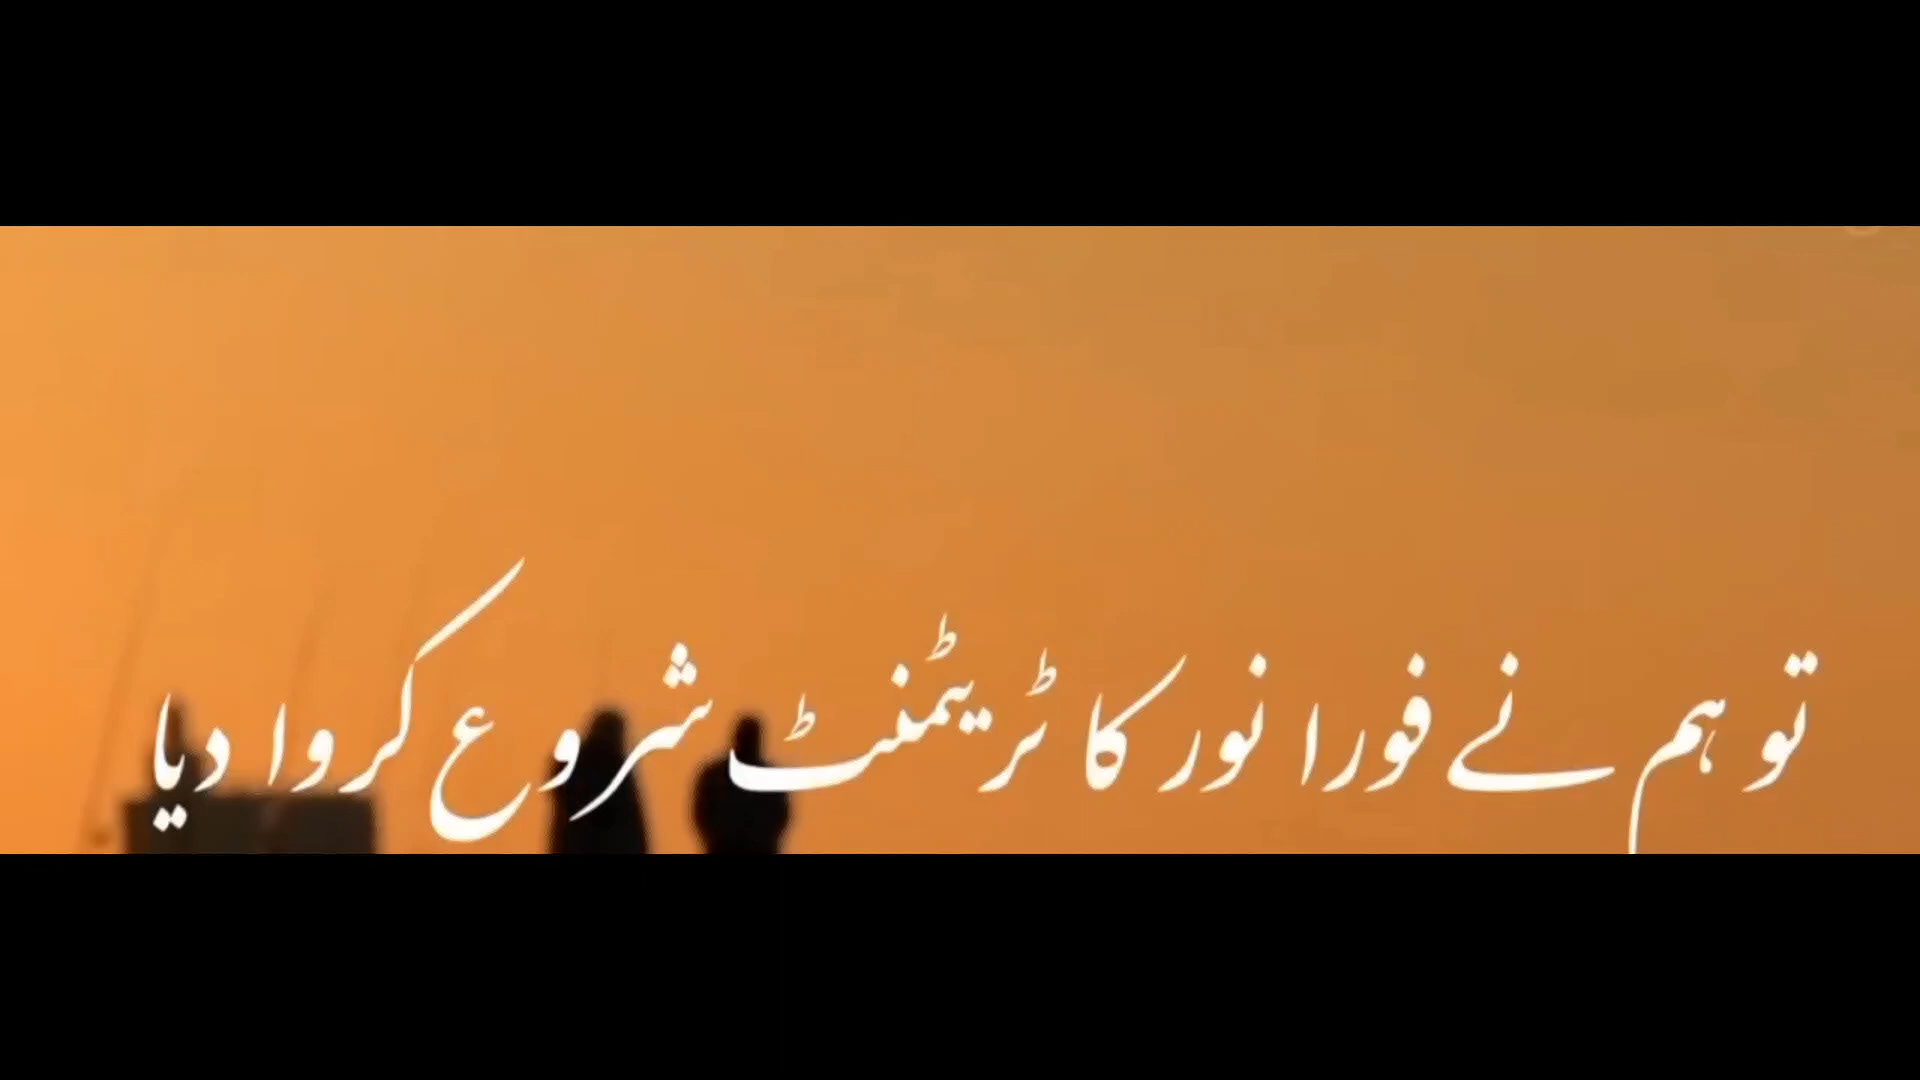 تو ہم نے فورا نور کا ٹریٹمنٹ شروع کروا دیا